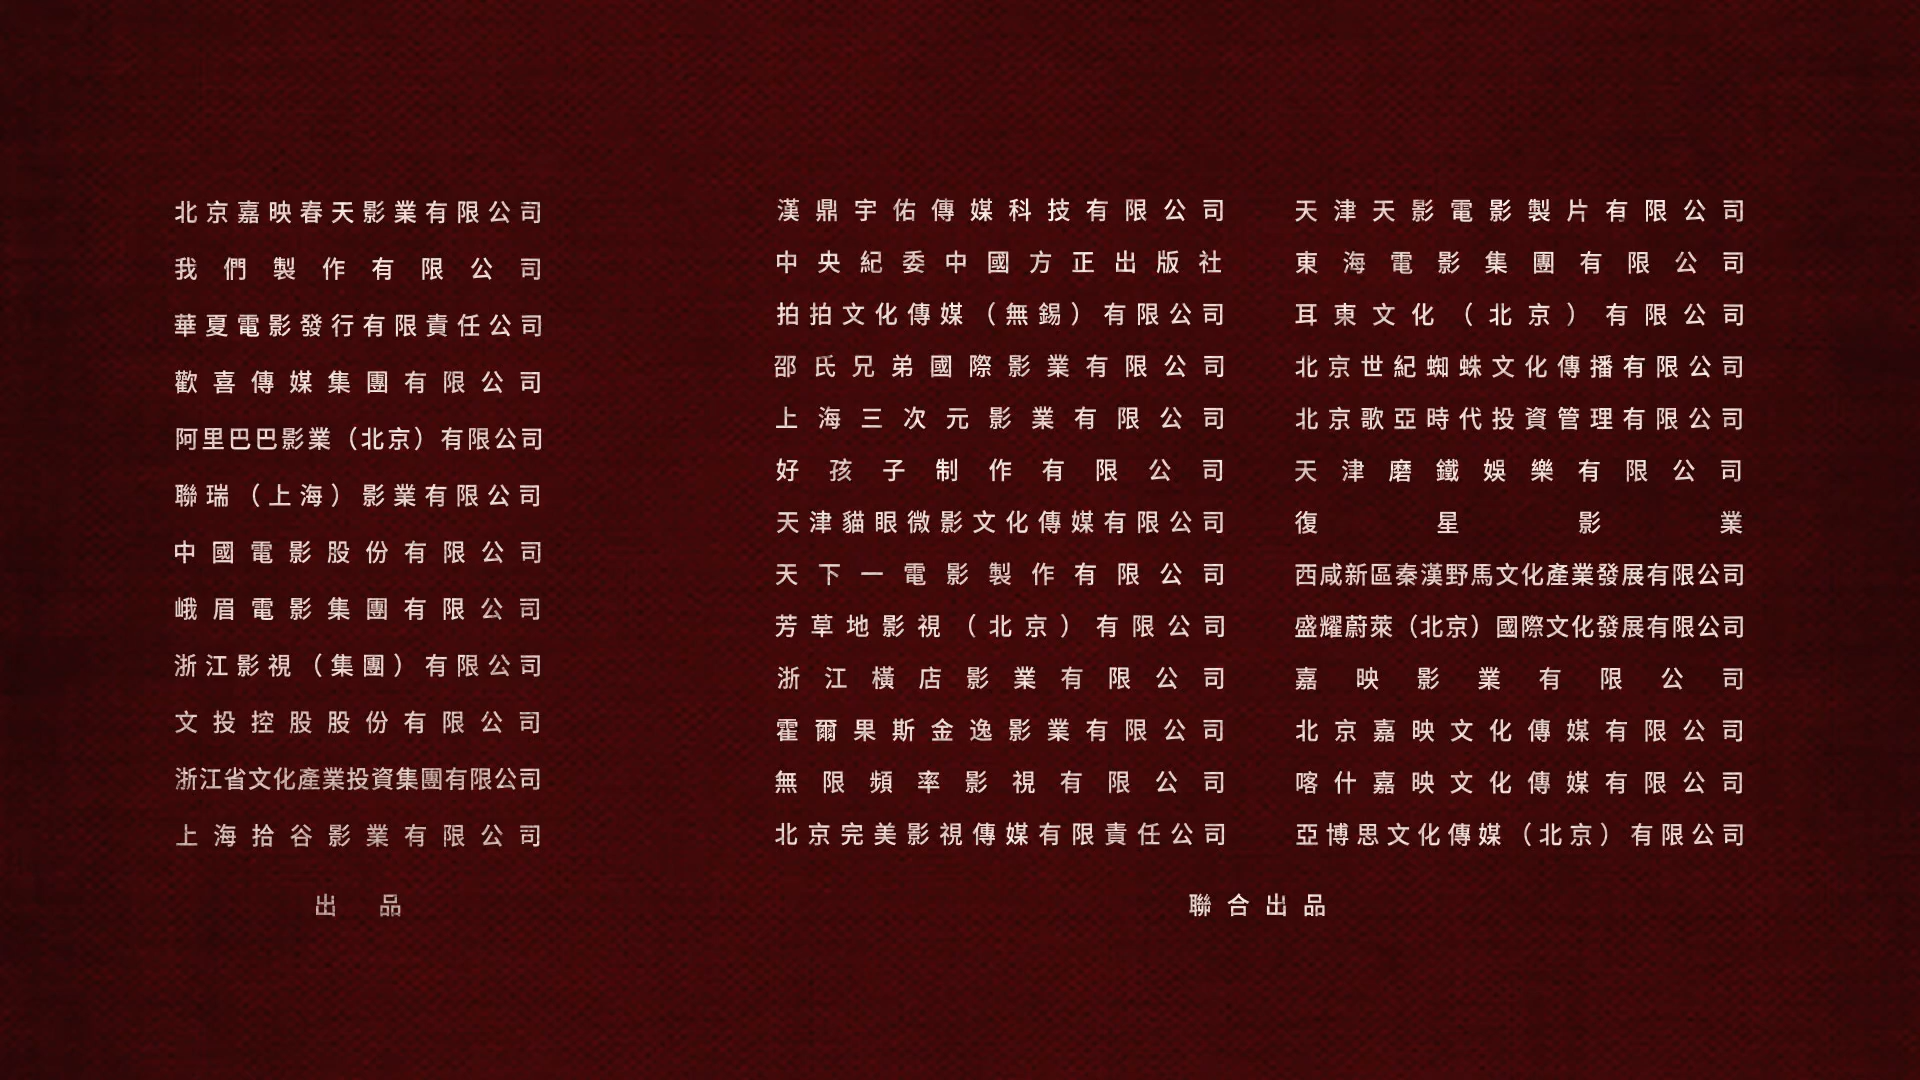 北京嘉映春天影業有限公司
我們製作有限公司
華夏電影發行有限責任公司
歡喜傳媒集團有限公司
阿里巴巴影業（北京）有限公司
聯瑞（上海）影業有限公司
中國電影股份有限公司
峨眉電影集團有限公司
浙江影視（集團）有限公司
文投控股股份有限公司
浙江省文化產業投資集團有限公司
上海拾谷影業有限公司
出品
漢鼎宇佑傳媒科技有限公司
中央紀委中國方正出版社
拍拍文化傳媒（無錫）有限公司
邵氏兄弟國際影業有限公司
上海三次元影業有限公司
好孩子制作有限公司
天津貓眼微影文化傳媒有限公司
天下一電影製作有限公司
芳草地影視（北京）有限公司
浙江橫店影業有限公司
霍爾果斯金逸影業有限公司
無限頻率影視有限公司
北京完美影視傳媒有限責任公司
天津天影電影製片有限公司
東海電影集團有限公司
耳東文化（北京）有限公司
北京世紀蜘蛛文化傳播有限公司
北京歌亞時代投資管理有限公司
天津磨鐵娛樂有限公司
復星影業
西咸新區秦漢野馬文化產業發展有限公司
盛耀蔚萊（北京）國際文化發展有限公司
嘉映影業有限公司
北京嘉映文化傳媒有限公司
喀什嘉映文化傳媒有限公司
亞博思文化傳媒（北京）有限公司
聯合出品